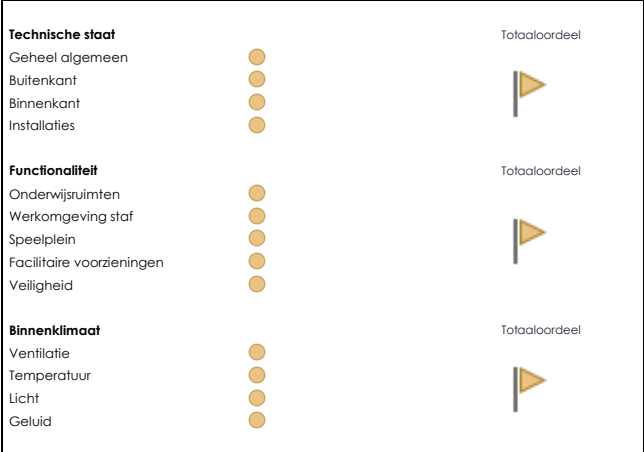 Technische staat Totaaloordeel
Geheel algemeen
Buitenkant
Binnenkant
Installaties
Functionaliteit Totaaloordeel
Onderwijsruimten
Werkomgeving staf
Speelplein
Facilitaire voorzieningen
Veiligheid
Binnenklimaat Totaaloordeel
Ventilatie
Temperatuur
Licht
Geluid